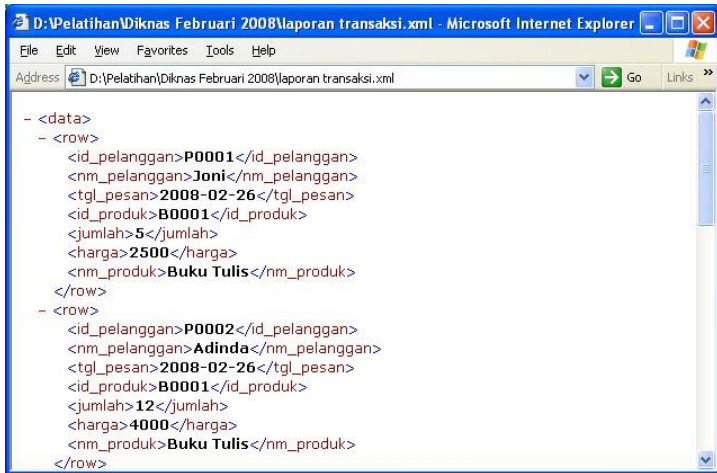 D:\Pelatihan\Diknas Februari 2008\laporan transaksi.xml - Microsoft Internet Explorer
File Edit View Favorites Tools Help
Address D:\Pelatihan\Diknas Februari 2008\laporan transaksi.xml Go Links »
- <data>
- <row>
<id_pelanggan>P0001</id_pelanggan>
<nm_pelanggan>Joni</nm_pelanggan>
<tgl_pesan>2008-02-26</tgl_pesan>
<id_produk>B0001</id_produk>
<jumlah>5</jumlah>
<harga>2500</harga>
<nm_produk>Buku Tulis</nm_produk>
</row>
- <row>
<id_pelanggan>P0002</id_pelanggan>
<nm_pelanggan>Adinda</nm_pelanggan>
<tgl_pesan>2008-02-26</tgl_pesan>
<id_produk>B0001</id_produk>
<jumlah>12</jumlah>
<harga>4000</harga>
<nm_produk>Buku Tulis</nm_produk>
</row>